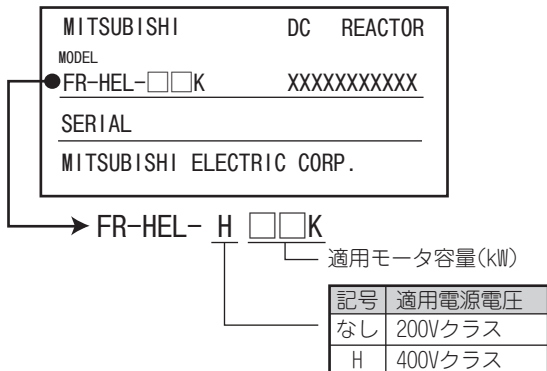 MITSUBISHI DC REACTOR
MODEL
FR-HEL-□□K XXXXXXXXXXX
SERIAL
MITSUBISHI ELECTRIC CORP.
FR-HEL- H □□K
適用モータ容量(kW)
記号 適用電源電圧
なし 200Vクラス
H 400Vクラス